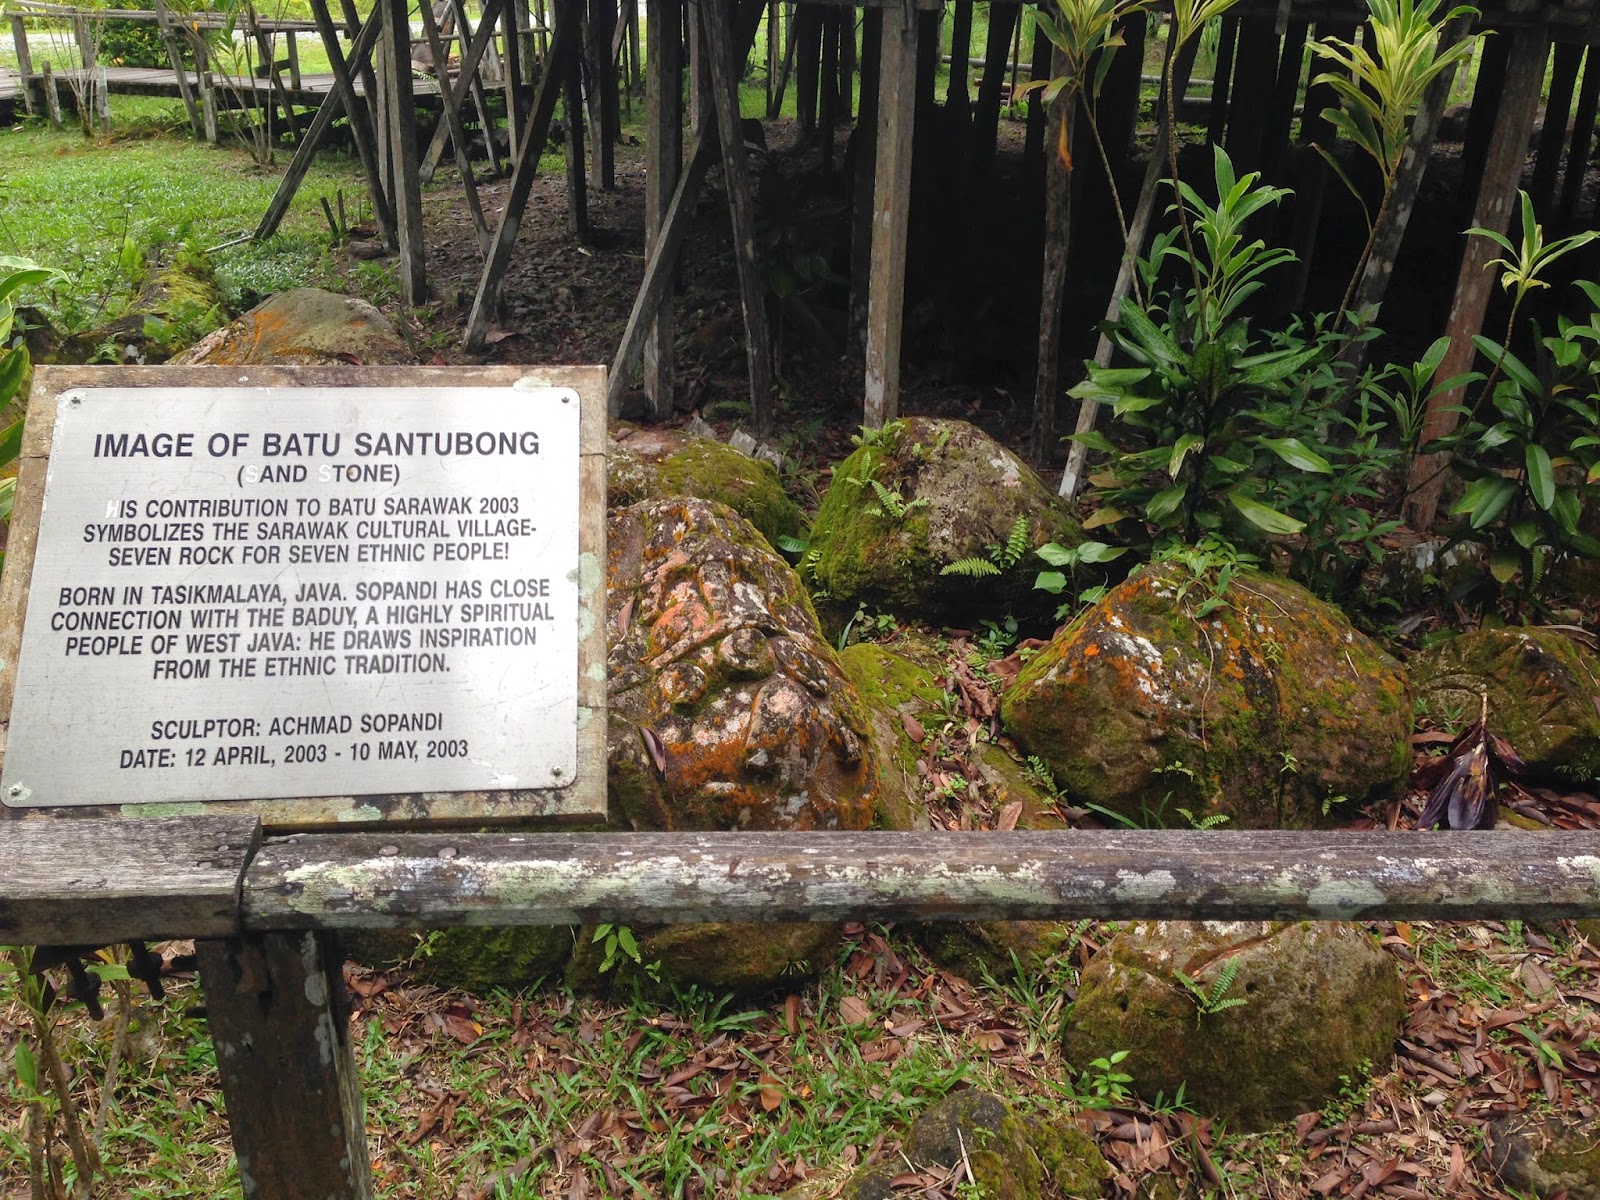 IMAGE OF BATU SANTUBONG
(SAND STONE)
HIS CONTRIBUTION TO BATU SARAWAK 2003
SYMBOLIZES THE SARAWAK CULTURAL VILLAGE-
SEVEN ROCK FOR SEVEN ETHNIC PEOPLE!
BORN IN TASIKMALAYA, JAVA. SOPANDI HAS CLOSE
CONNECTION WITH THE BADUY, A HIGHLY SPIRITUAL
PEOPLE OF WEST JAVA: HE DRAWS INSPIRATION
FROM THE ETHNIC TRADITION.
SCULPTOR: ACHMAD SOPANDI
DATE: 12 APRIL, 2003 - 10 MAY, 2003